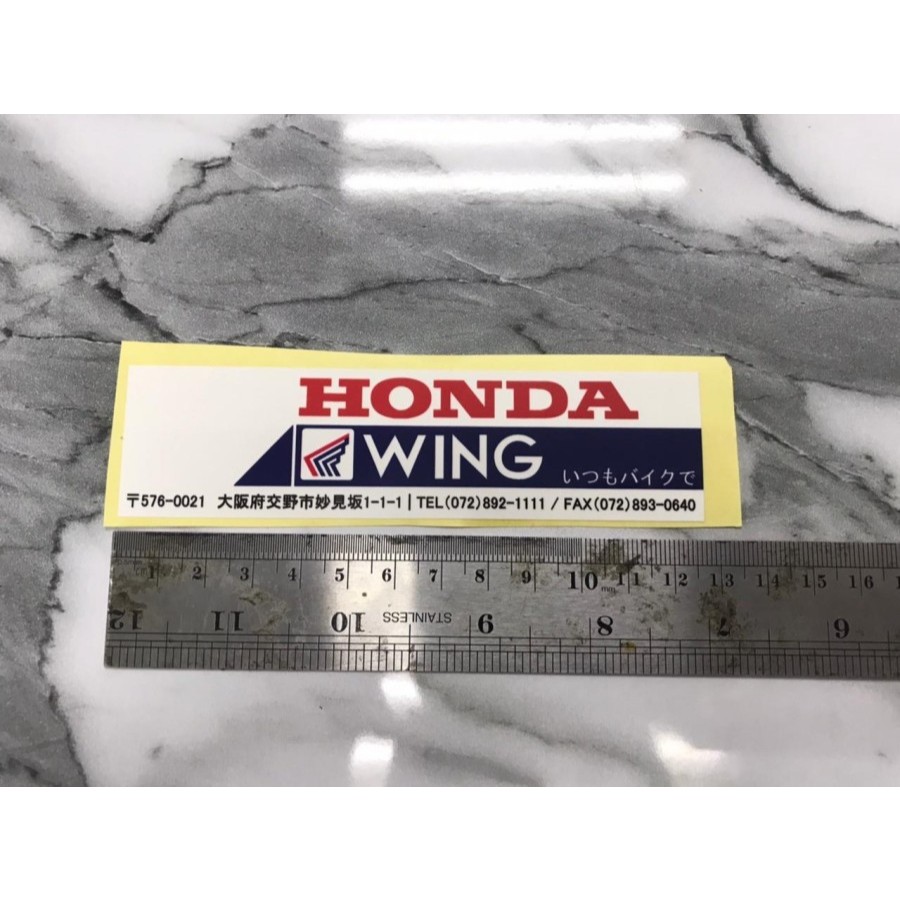 HONDA
WING
いつもバイクで
〒576-0021 大阪府交野市妙見坂1-1-1 | TEL(072)892-1111 / FAX(072)893-0640
1 2 3 4 5 6 7 8 9 10 mm 11 12 13 14 15 16
12 11 10 STAINLESS 9 8 7 6